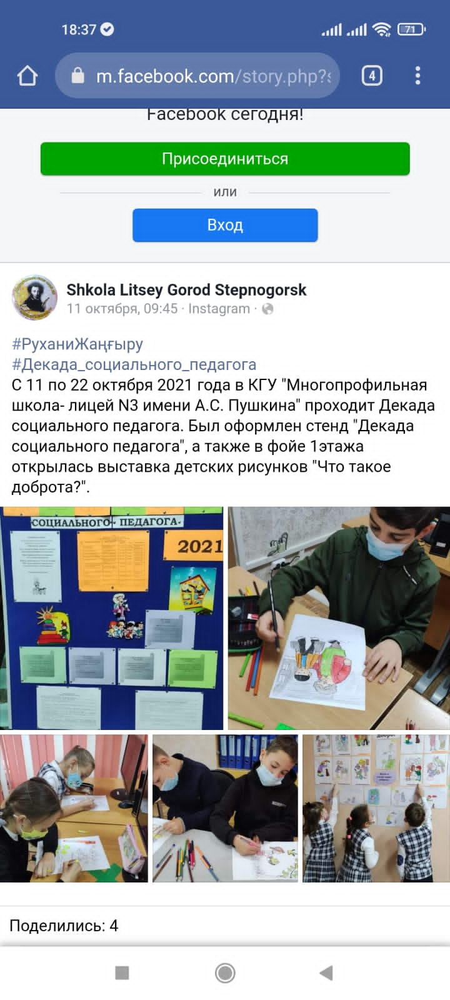 18:37
71
m.facebook.com/story.php?s
4
Facebook сегодня!
Присоединиться
или
Вход
Shkola Litsey Gorod Stepnogorsk
11 октября, 09:45 · Instagram ·
#РуханиЖаңғыру
#Декада_социального_педагога
С 11 по 22 октября 2021 года в КГУ "Многопрофильная
школа- лицей N3 имени А.С. Пушкина" проходит Декада
социального педагога. Был оформлен стенд "Декада
социального педагога", а также в фойе 1этажа
открылась выставка детских рисунков "Что такое
доброта?".
СОЦИАЛЬНОГО ПЕДАГОГА
2021
Поделились: 4